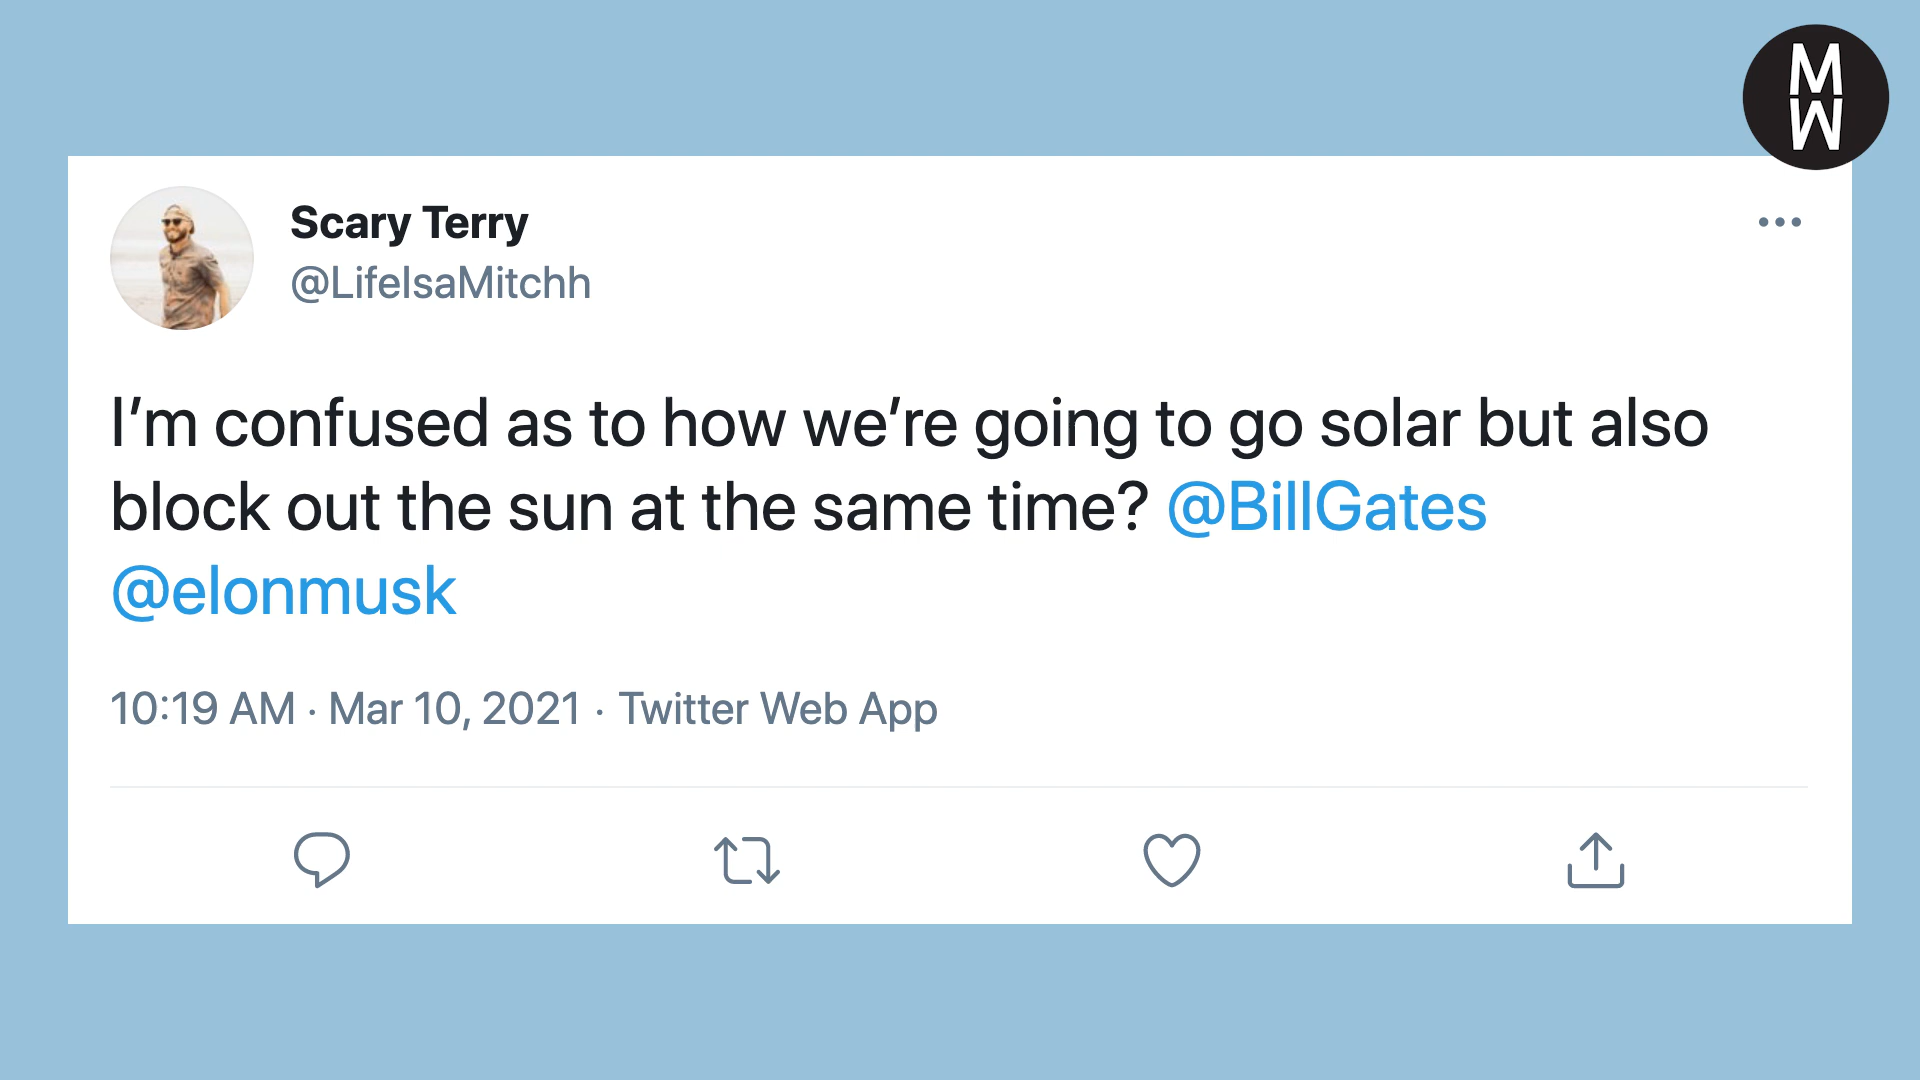 M
W
Scary Terry
@LifeIsaMitchh
I’m confused as to how we’re going to go solar but also
block out the sun at the same time? @BillGates
@elonmusk
10:19 AM · Mar 10, 2021 · Twitter Web App